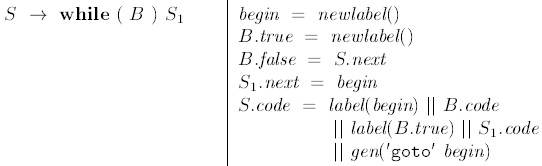 S → while ( B ) S₁ begin = newlabel()
B.true = newlabel()
B.false = S.next
S₁.next = begin
S.code = label(begin) || B.code
|| label(B.true) || S₁.code
|| gen('goto' begin)